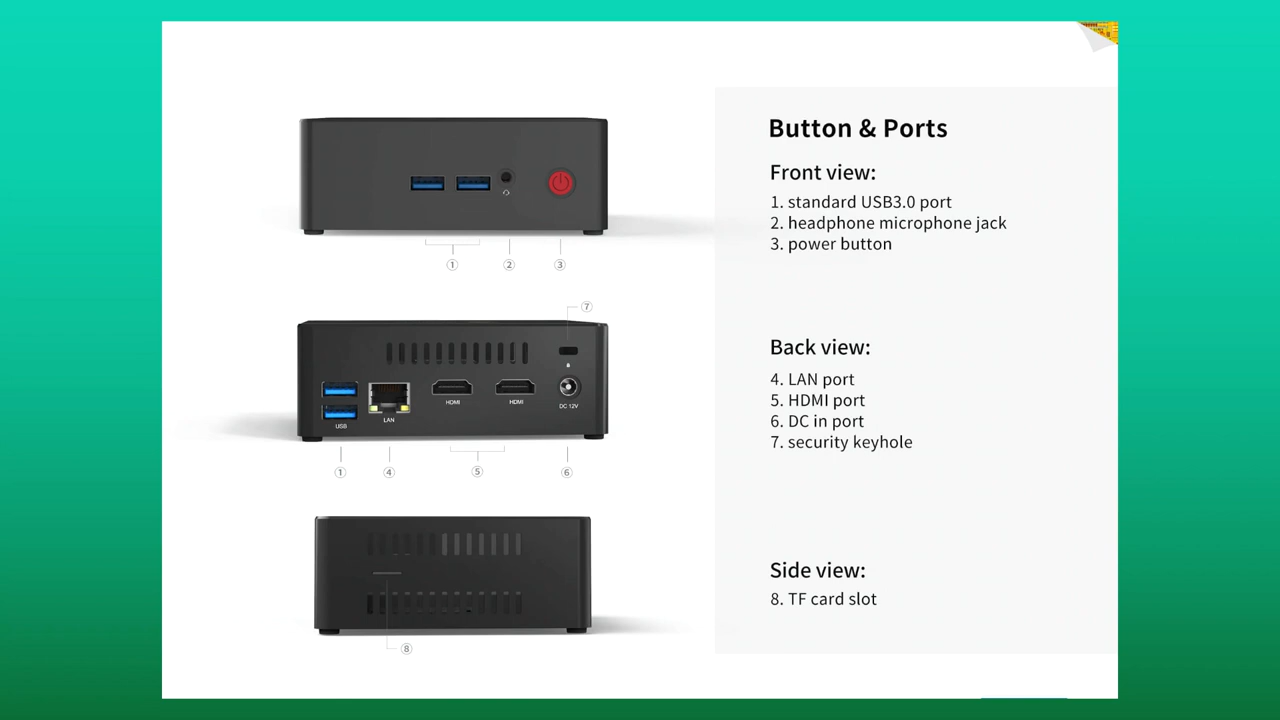 Button & Ports
Front view:
1. standard USB3.0 port
2. headphone microphone jack
3. power button
① ② ③
⑦
Back view:
4. LAN port
5. HDMI port
6. DC in port
7. security keyhole
USB LAN HDMI HDMI DC 12V
① ④ ⑤ ⑥
Side view:
8. TF card slot
⑧